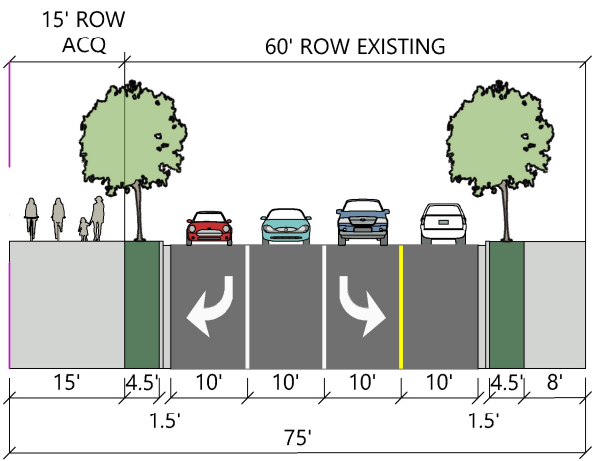 15' ROW
ACQ
60' ROW EXISTING
15' 4.5' 10' 10' 10' 10' 4.5' 8'
1.5' 1.5'
75'